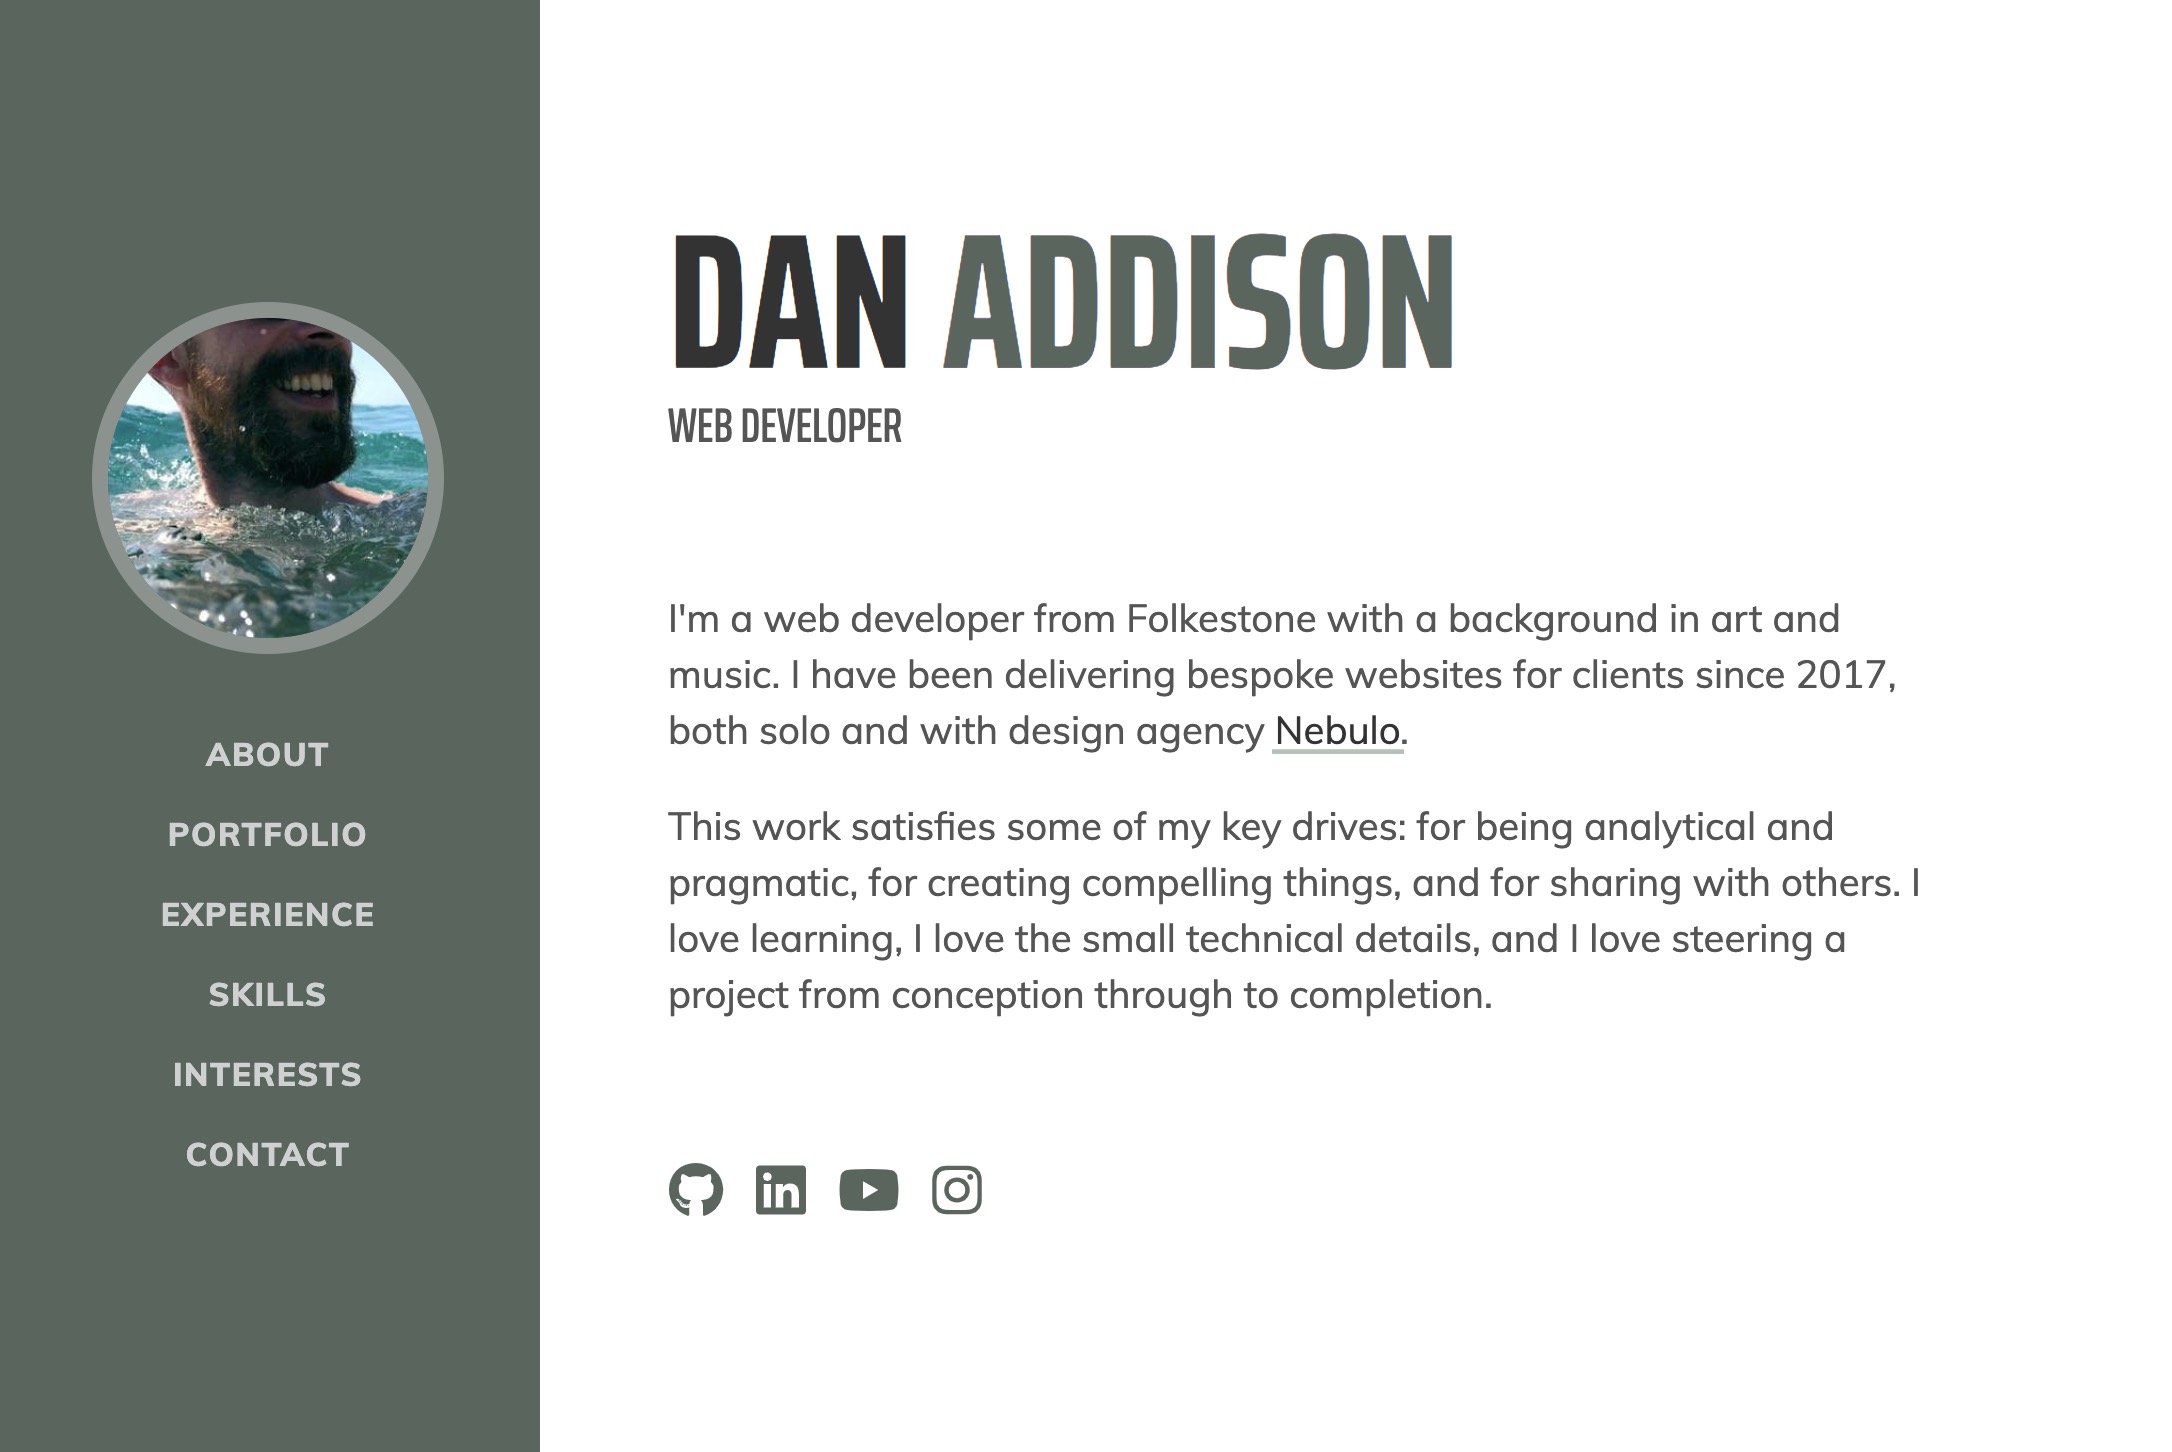 ABOUT
PORTFOLIO
EXPERIENCE
SKILLS
INTERESTS
CONTACT
DAN ADDISON
WEB DEVELOPER
I'm a web developer from Folkestone with a background in art and
music. I have been delivering bespoke websites for clients since 2017,
both solo and with design agency Nebulo.
This work satisfies some of my key drives: for being analytical and
pragmatic, for creating compelling things, and for sharing with others. I
love learning, I love the small technical details, and I love steering a
project from conception through to completion.
in